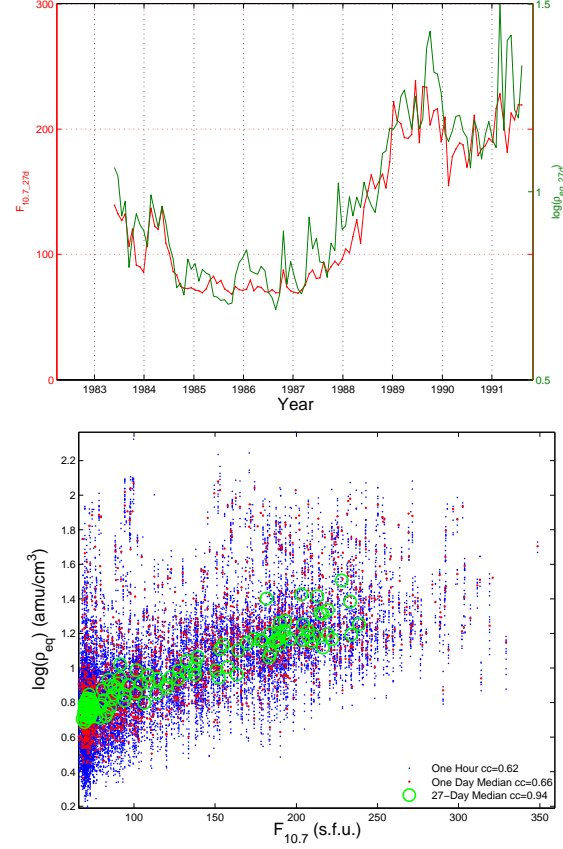 300
200
100
0
F10.7_27d
1.5
1
0.5
log(ρeq_27d)
1983 1984 1985 1986 1987 1988 1989 1990 1991
Year
2.2
2
1.8
1.6
1.4
1.2
1
0.8
0.6
0.4
0.2
log(ρeq) (amu/cm3)
One Hour cc=0.62
One Day Median cc=0.66
27−Day Median cc=0.94
100 150 200 250 300 350
F10.7 (s.f.u.)